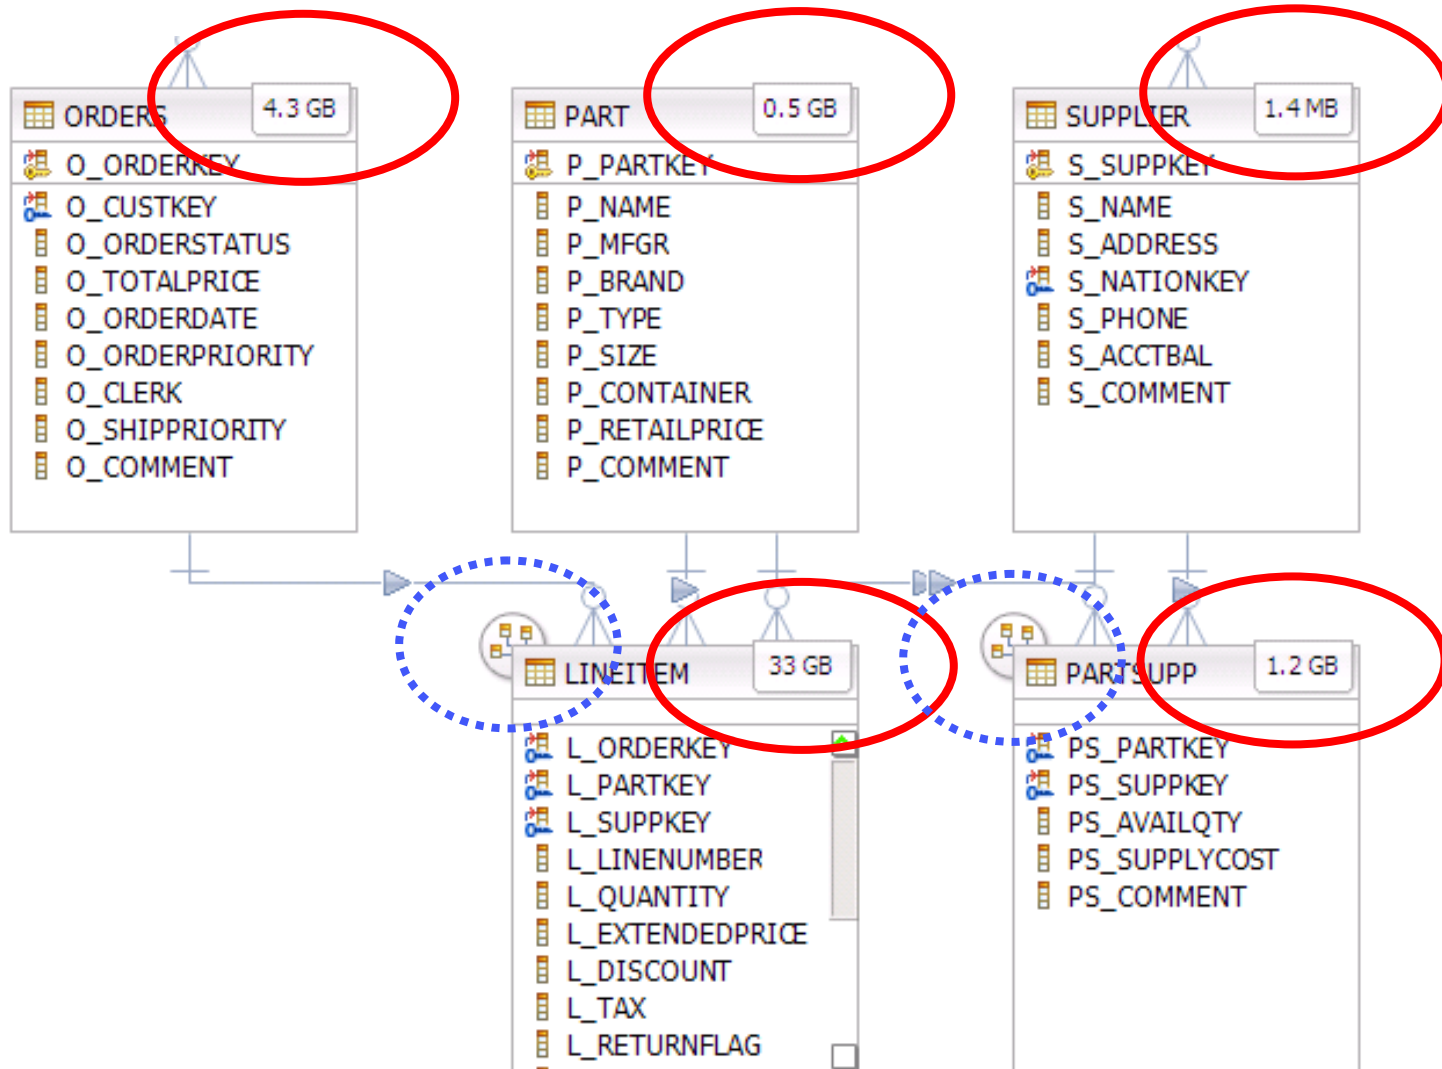 ORDERS 4.3 GB
O_ORDERKEY
O_CUSTKEY
O_ORDERSTATUS
O_TOTALPRICE
O_ORDERDATE
O_ORDERPRIORITY
O_CLERK
O_SHIPPRIORITY
O_COMMENT
PART 0.5 GB
P_PARTKEY
P_NAME
P_MFGR
P_BRAND
P_TYPE
P_SIZE
P_CONTAINER
P_RETAILPRICE
P_COMMENT
SUPPLIER 1.4 MB
S_SUPPKEY
S_NAME
S_ADDRESS
S_NATIONKEY
S_PHONE
S_ACCTBAL
S_COMMENT
LINEITEM 33 GB
L_ORDERKEY
L_PARTKEY
L_SUPPKEY
L_LINENUMBER
L_QUANTITY
L_EXTENDEDPRICE
L_DISCOUNT
L_TAX
L_RETURNFLAG
PARTSUPP 1.2 GB
PS_PARTKEY
PS_SUPPKEY
PS_AVAILQTY
PS_SUPPLYCOST
PS_COMMENT